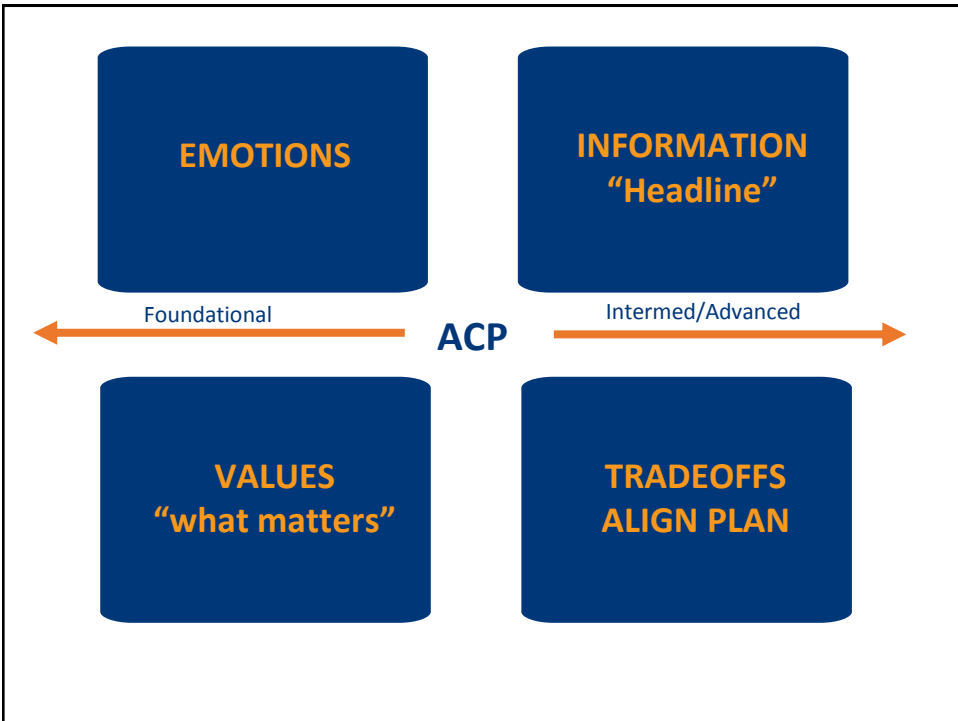 EMOTIONS
INFORMATION
“Headline”
Foundational
ACP
Intermed/Advanced
VALUES
“what matters”
TRADEOFFS
ALIGN PLAN